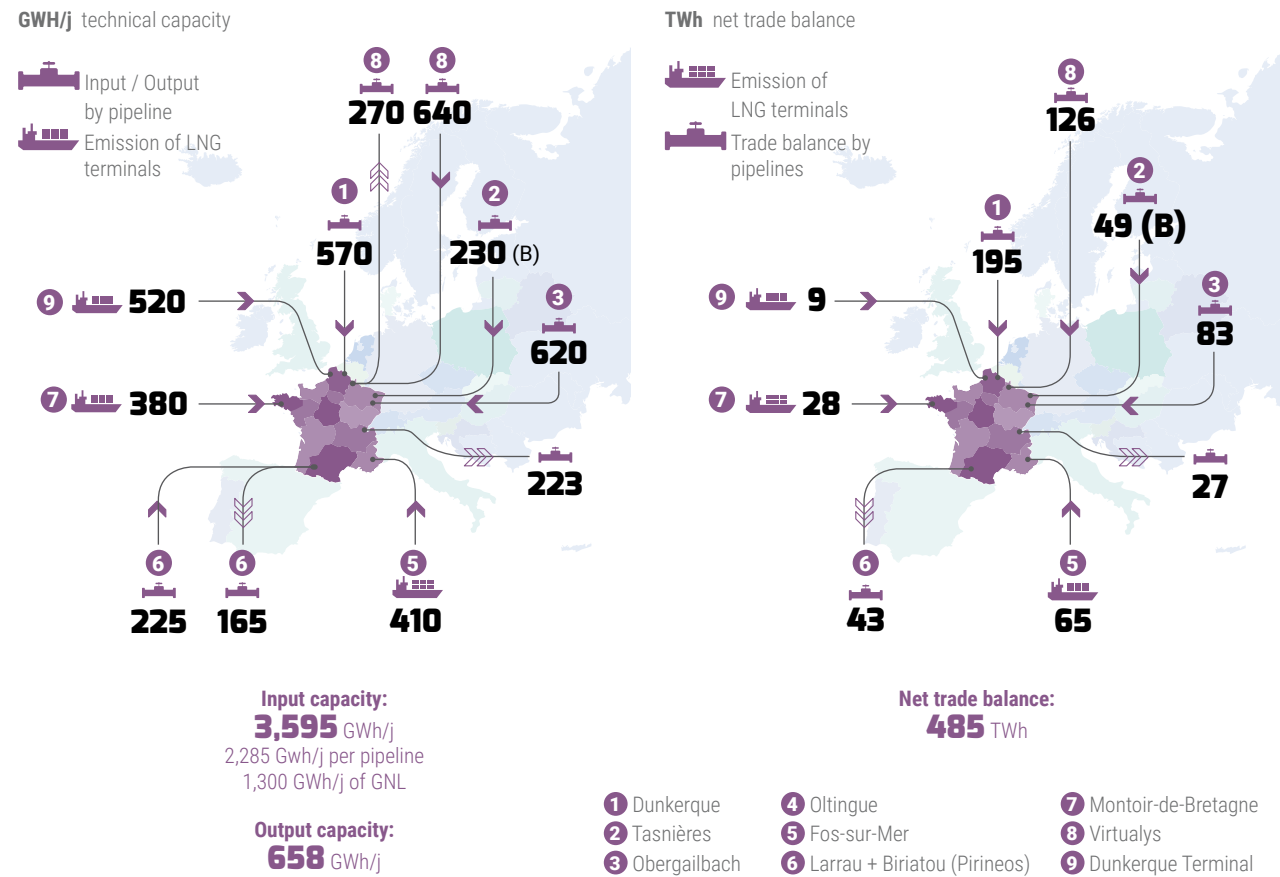 GWH/j technical capacity
Input / Output
by pipeline
Emission of LNG
terminals
8
8
270
640
1
570
2
230 (B)
3
620
9
520
7
380
223
6
225
6
165
5
410
Input capacity:
3,595 GWh/j
2,285 Gwh/j per pipeline
1,300 GWh/j of GNL
Output capacity:
658 GWh/j
TWh net trade balance
Emission of
LNG terminals
Trade balance by
pipelines
8
126
2
49 (B)
1
195
3
83
9
9
7
28
27
6
43
5
65
Net trade balance:
485 TWh
1 Dunkerque
2 Tasnières
3 Obergailbach
4 Oltingue
5 Fos-sur-Mer
6 Larrau + Biriatou (Pirineos)
7 Montoir-de-Bretagne
8 Virtualys
9 Dunkerque Terminal